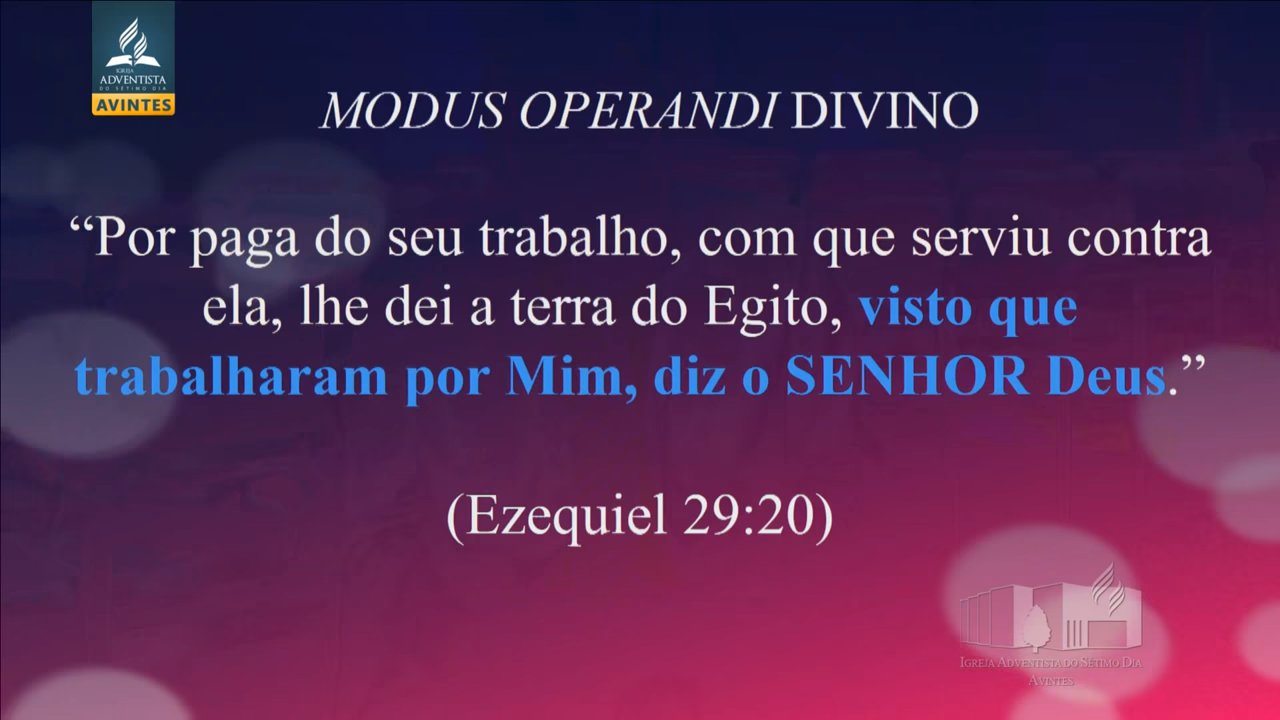 IGREJA
ADVENTISTA
DO SÉTIMO DIA
AVINTES
MODUS OPERANDI DIVINO
“Por paga do seu trabalho, com que serviu contra
ela, lhe dei a terra do Egito, visto que
trabalharam por Mim, diz o SENHOR Deus.”
(Ezequiel 29:20)
IGREJA ADVENTISTA DO SÉTIMO DIA
AVINTES